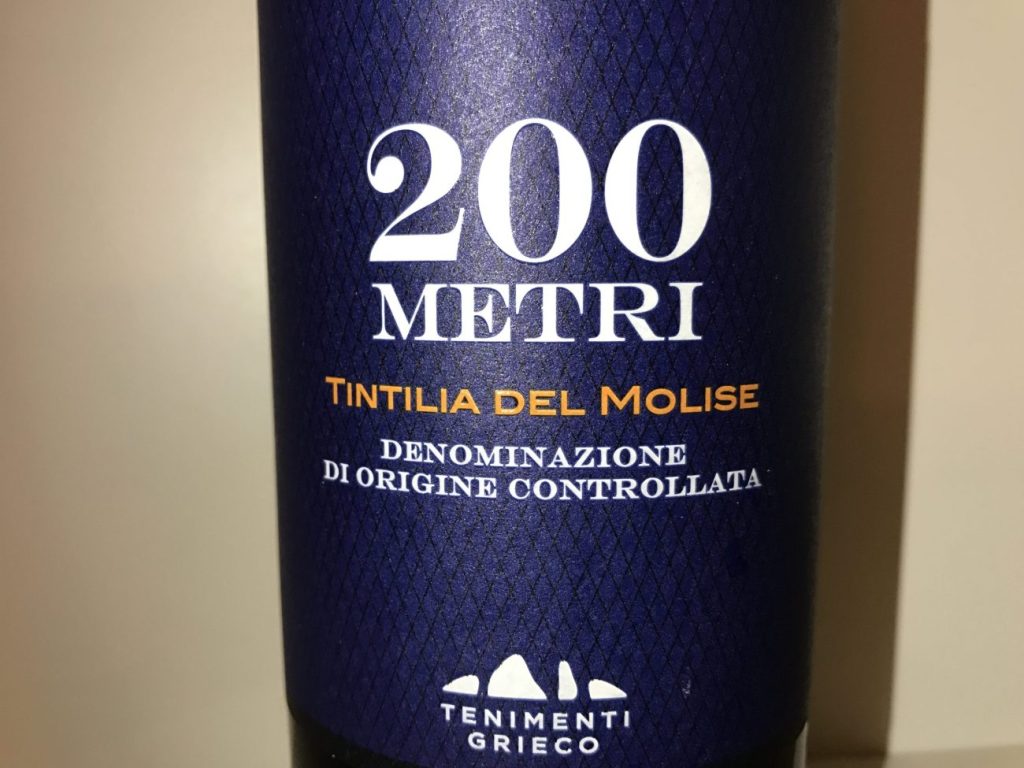 200
METRI
TINTILIA DEL MOLISE
DENOMINAZIONE
DI ORIGINE CONTROLLATA
TENIMENTI
GRIECO